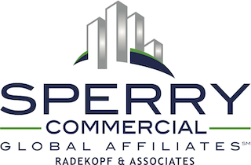 SPERRY
COMMERCIAL
GLOBAL AFFILIATES℠
RADEKOPF & ASSOCIATES